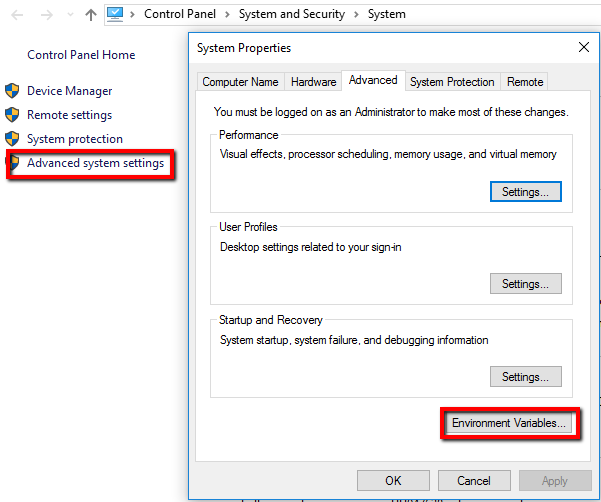 Control Panel > System and Security > System
System Properties
Control Panel Home
Computer Name Hardware Advanced System Protection Remote
Device Manager
You must be logged on as an Administrator to make most of these changes.
Remote settings
Performance
System protection
Visual effects, processor scheduling, memory usage, and virtual memory
Advanced system settings
Settings...
User Profiles
Desktop settings related to your sign-in
Settings...
Startup and Recovery
System startup, system failure, and debugging information
Settings...
Environment Variables...
OK Cancel Apply